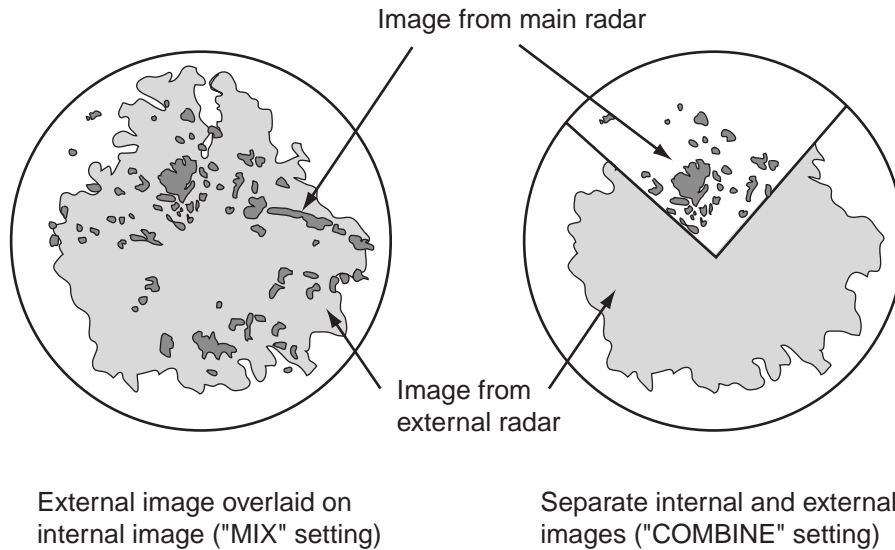 Image from main radar
Image from
external radar
External image overlaid on
internal image ("MIX" setting)
Separate internal and external
images ("COMBINE" setting)